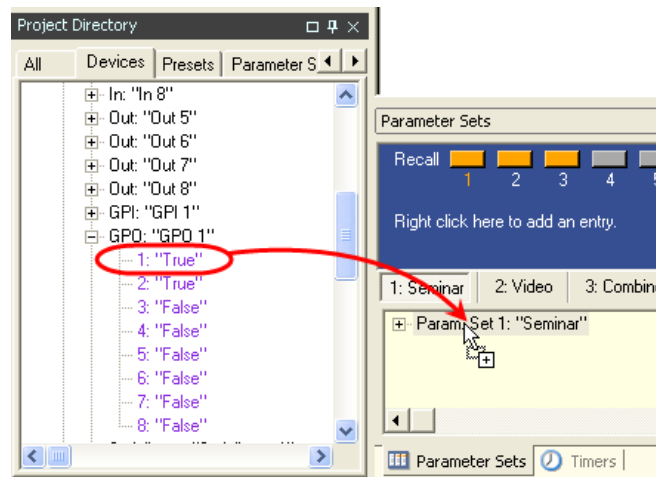 Project Directory
All Devices Presets Parameter S
In: "In 8"
Out: "Out 5"
Out: "Out 6"
Out: "Out 7"
Out: "Out 8"
GPI: "GPI 1"
GPO: "GPO 1"
1: "True"
2: "True"
3: "False"
4: "False"
5: "False"
6: "False"
7: "False"
8: "False"
Parameter Sets
Recall
1 2 3 4 5
Right click here to add an entry.
1: Seminar 2: Video 3: Combin
Param. Set 1: "Seminar"
Parameter Sets Timers